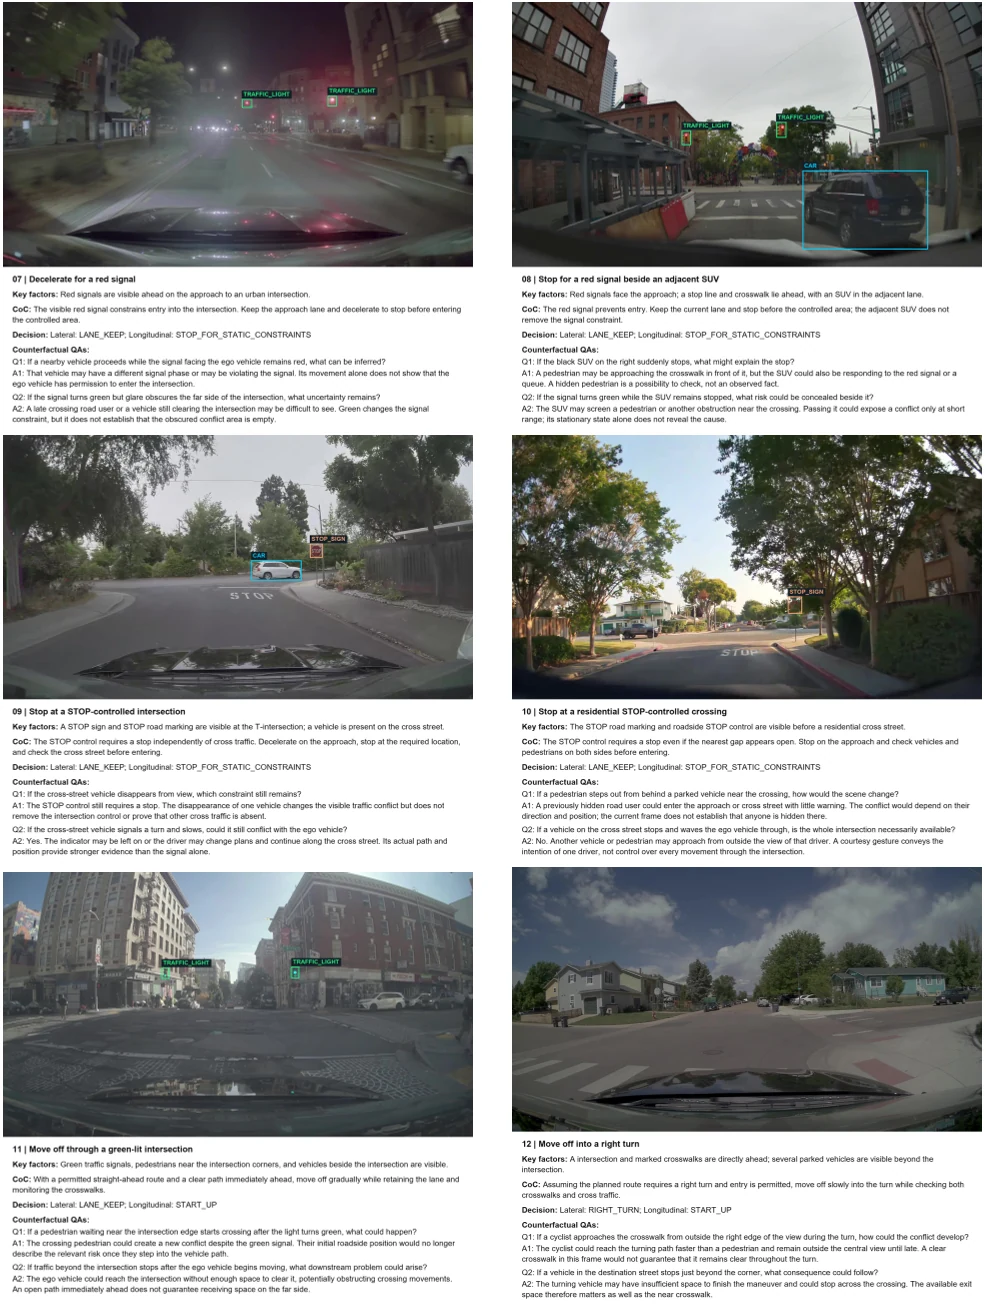 TRAFFIC_LIGHT
TRAFFIC_LIGHT
07 | Decelerate for a red signal
Key factors: Red signals are visible ahead on the approach to an urban intersection.
CoC: The visible red signal constrains entry into the intersection. Keep the approach lane and decelerate to stop before entering
the controlled area.
Decision: Lateral: LANE_KEEP; Longitudinal: STOP_FOR_STATIC_CONSTRAINTS
Counterfactual QAs:
Q1: If a nearby vehicle proceeds while the signal facing the ego vehicle remains red, what can be inferred?
A1: That vehicle may have a different signal phase or may be violating the signal. Its movement alone does not show that the
ego vehicle has permission to enter the intersection.
Q2: If the signal turns green but glare obscures the far side of the intersection, what uncertainty remains?
A2: A late crossing road user or a vehicle still clearing the intersection may be difficult to see. Green changes the signal
constraint, but it does not establish that the obscured conflict area is empty.
TRAFFIC_LIGHT
TRAFFIC_LIGHT
CAR
08 | Stop for a red signal beside an adjacent SUV
Key factors: Red signals face the approach; a stop line and crosswalk lie ahead, with an SUV in the adjacent lane.
CoC: The red signal prevents entry. Keep the current lane and stop before the controlled area; the adjacent SUV does not
remove the signal constraint.
Decision: Lateral: LANE_KEEP; Longitudinal: STOP_FOR_STATIC_CONSTRAINTS
Counterfactual QAs:
Q1: If the black SUV on the right suddenly stops, what might explain the stop?
A1: A pedestrian may be approaching the crosswalk in front of it, but the SUV could also be responding to the red signal or a
queue. A hidden pedestrian is a possibility to check, not an observed fact.
Q2: If the signal turns green while the SUV remains stopped, what risk could be concealed beside it?
A2: The SUV may screen a pedestrian or another obstruction near the crossing. Passing it could expose a conflict only at short
range; its stationary state alone does not reveal the cause.
STOP_SIGN
CAR
STOP
STOP
09 | Stop at a STOP-controlled intersection
Key factors: A STOP sign and STOP road marking are visible at the T-intersection; a vehicle is present on the cross street.
CoC: The STOP control requires a stop independently of cross traffic. Decelerate on the approach, stop at the required location,
and check the cross street before entering.
Decision: Lateral: LANE_KEEP; Longitudinal: STOP_FOR_STATIC_CONSTRAINTS
Counterfactual QAs:
Q1: If the cross-street vehicle disappears from view, which constraint still remains?
A1: The STOP control still requires a stop. The disappearance of one vehicle changes the visible traffic conflict but does not
remove the intersection control or prove that other cross traffic is absent.
Q2: If the cross-street vehicle signals a turn and slows, could it still conflict with the ego vehicle?
A2: Yes. The indicator may be left on or the driver may change plans and continue along the cross street. Its actual path and
position provide stronger evidence than the signal alone.
STOP_SIGN
STOP
10 | Stop at a residential STOP-controlled crossing
Key factors: The STOP road marking and roadside STOP control are visible before a residential cross street.
CoC: The STOP control requires a stop even if the nearest gap appears open. Stop on the approach and check vehicles and
pedestrians on both sides before entering.
Decision: Lateral: LANE_KEEP; Longitudinal: STOP_FOR_STATIC_CONSTRAINTS
Counterfactual QAs:
Q1: If a pedestrian steps out from behind a parked vehicle near the crossing, how would the scene change?
A1: A previously hidden road user could enter the approach or cross street with little warning. The conflict would depend on their
direction and position; the current frame does not establish that anyone is hidden there.
Q2: If a vehicle on the cross street stops and waves the ego vehicle through, is the whole intersection necessarily available?
A2: No. Another vehicle or pedestrian may approach from outside the view of that driver. A courtesy gesture conveys the
intention of one driver, not control over every movement through the intersection.
TRAFFIC_LIGHT
TRAFFIC_LIGHT
11 | Move off through a green-lit intersection
Key factors: Green traffic signals, pedestrians near the intersection corners, and vehicles beside the intersection are visible.
CoC: With a permitted straight-ahead route and a clear path immediately ahead, move off gradually while retaining the lane and
monitoring the crosswalks.
Decision: Lateral: LANE_KEEP; Longitudinal: START_UP
Counterfactual QAs:
Q1: If a pedestrian waiting near the intersection edge starts crossing after the light turns green, what could happen?
A1: The crossing pedestrian could create a new conflict despite the green signal. Their initial roadside position would no longer
describe the relevant risk once they step into the vehicle path.
Q2: If traffic beyond the intersection stops after the ego vehicle begins moving, what downstream problem could arise?
A2: The ego vehicle could reach the intersection without enough space to clear it, potentially obstructing crossing movements.
An open path immediately ahead does not guarantee receiving space on the far side.
12 | Move off into a right turn
Key factors: A intersection and marked crosswalks are directly ahead; several parked vehicles are visible beyond the
intersection.
CoC: Assuming the planned route requires a right turn and entry is permitted, move off slowly into the turn while checking both
crosswalks and cross traffic.
Decision: Lateral: RIGHT_TURN; Longitudinal: START_UP
Counterfactual QAs:
Q1: If a cyclist approaches the crosswalk from outside the right edge of the view during the turn, how could the conflict develop?
A1: The cyclist could reach the turning path faster than a pedestrian and remain outside the central view until late. A clear
crosswalk in this frame would not guarantee that it remains clear throughout the turn.
Q2: If a vehicle in the destination street stops just beyond the corner, what consequence could follow?
A2: The turning vehicle may have insufficient space to finish the maneuver and could stop across the crossing. The available exit
space therefore matters as well as the near crosswalk.